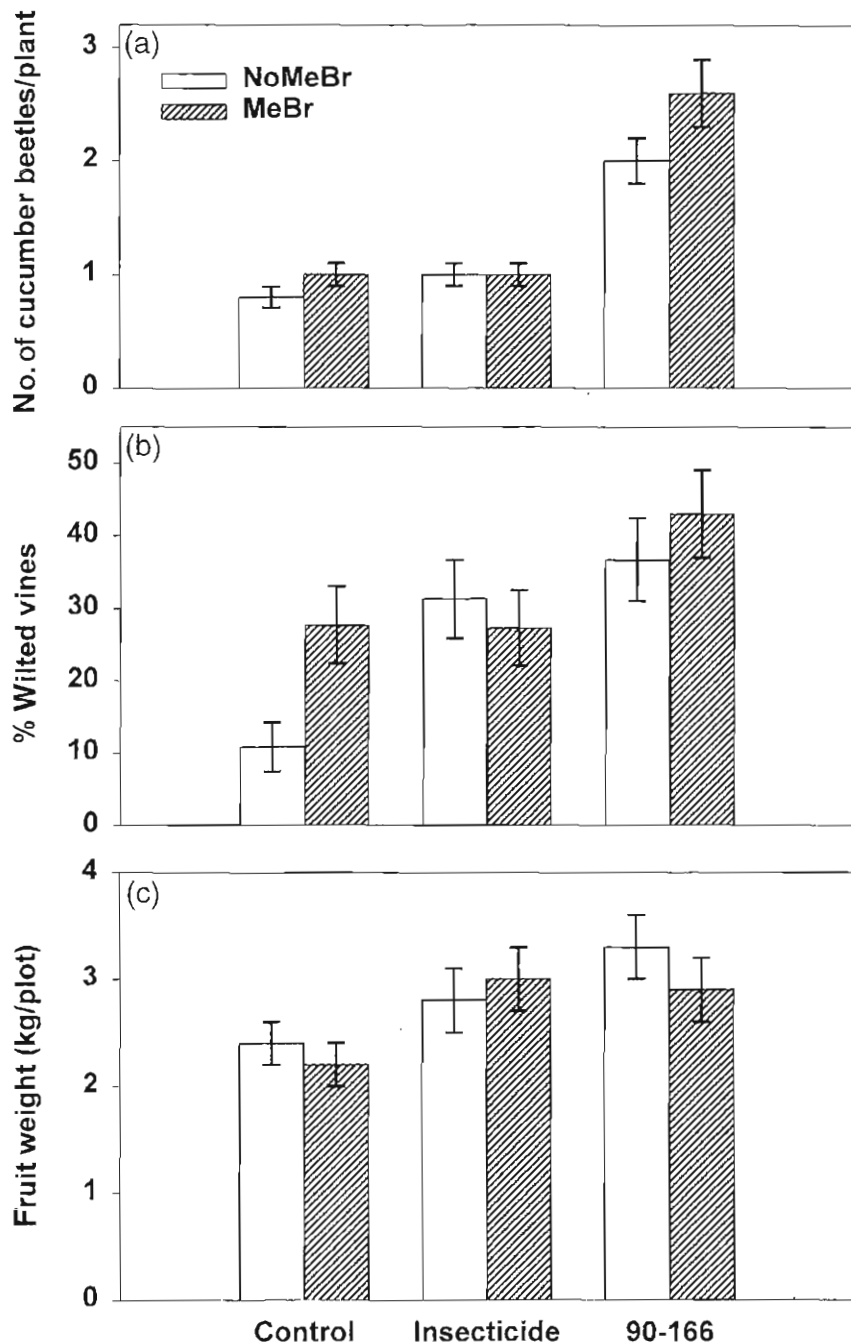 (a)
No. of cucumber beetles/plant
3
2
1
0
NoMeBr
MeBr
(b)
% Wilted vines
50
40
30
20
10
0
(c)
Fruit weight (kg/plot)
4
3
2
1
0
Control Insecticide 90-166